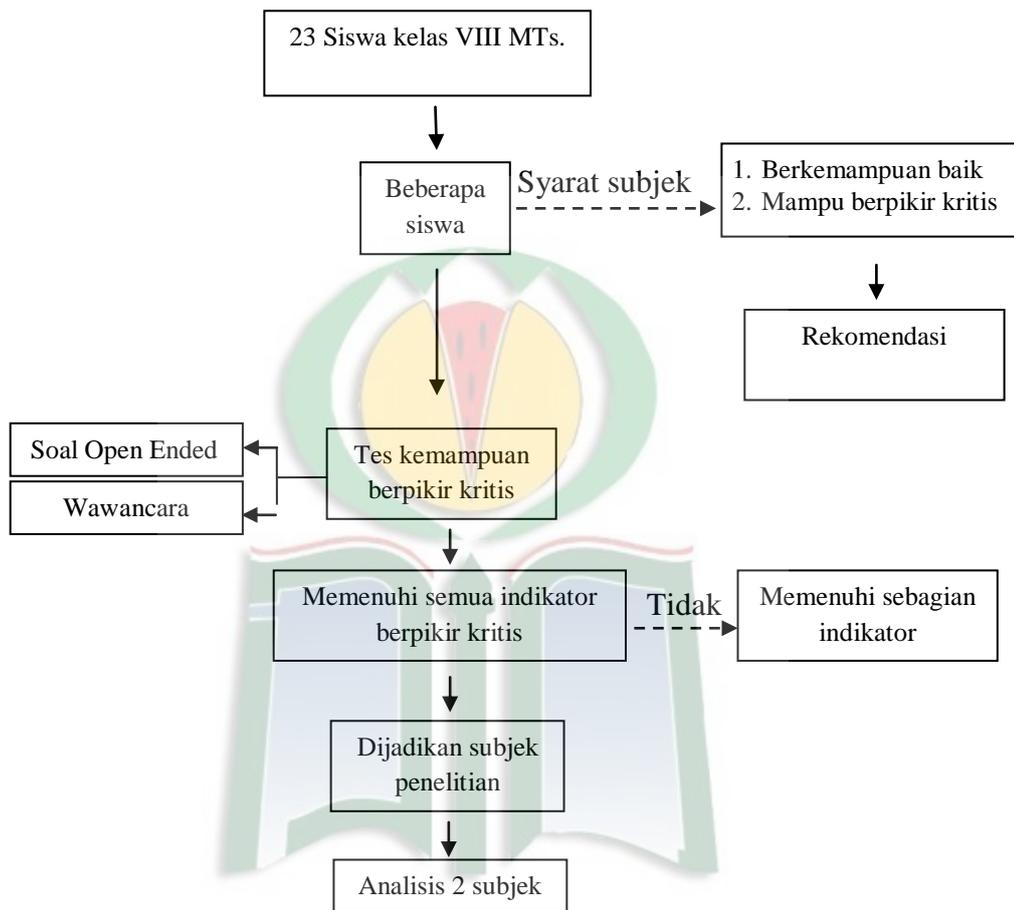 23 Siswa kelas VIII MTs.
Beberapa
siswa
Syarat subjek
1. Berkemampuan baik
2. Mampu berpikir kritis
Rekomendasi
Soal Open Ended
Wawancara
Tes kemampuan
berpikir kritis
Memenuhi semua indikator
berpikir kritis
Tidak
Memenuhi sebagian
indikator
Dijadikan subjek
penelitian
Analisis 2 subjek